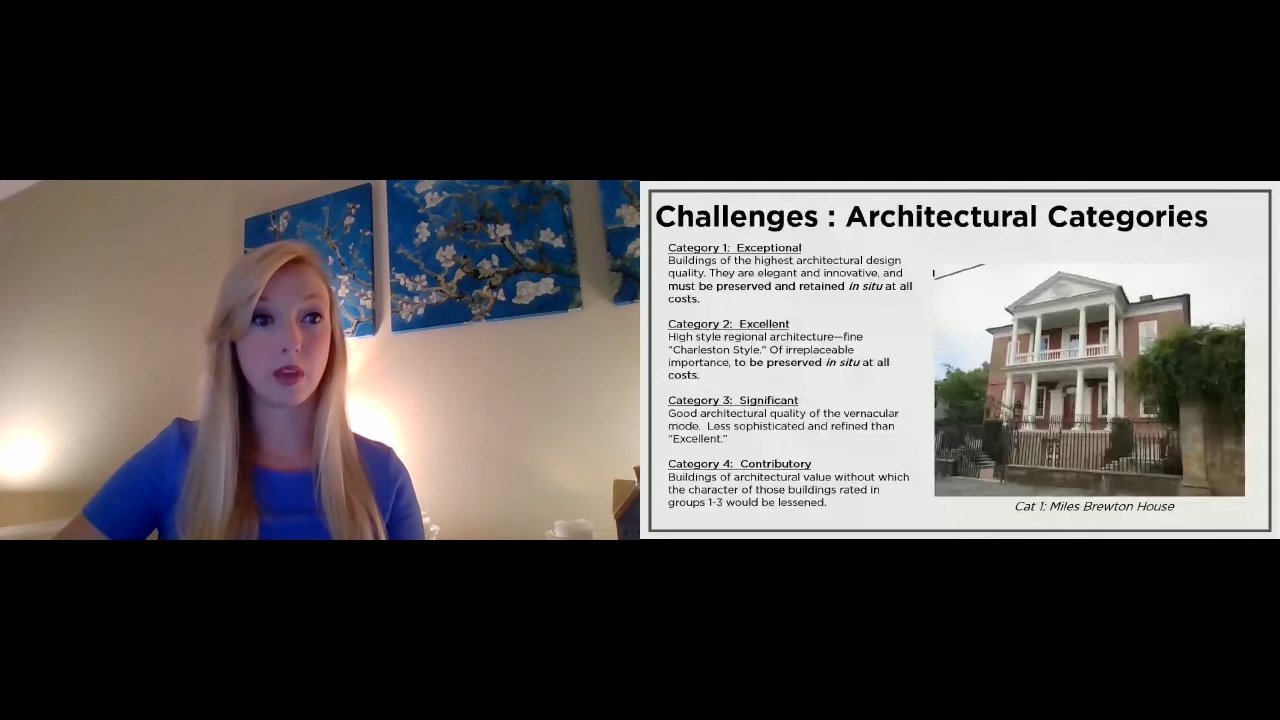 Challenges : Architectural Categories
Category 1:  Exceptional
Buildings of the highest architectural design
quality. They are elegant and innovative, and
must be preserved and retained in situ at all
costs.
Category 2:  Excellent
High style regional architecture—fine
"Charleston Style." Of irreplaceable
importance, to be preserved in situ at all
costs.
Category 3:  Significant
Good architectural quality of the vernacular
mode.  Less sophisticated and refined than
"Excellent."
Category 4:  Contributory
Buildings of architectural value without which
the character of those buildings rated in
groups 1-3 would be lessened.
Cat 1: Miles Brewton House